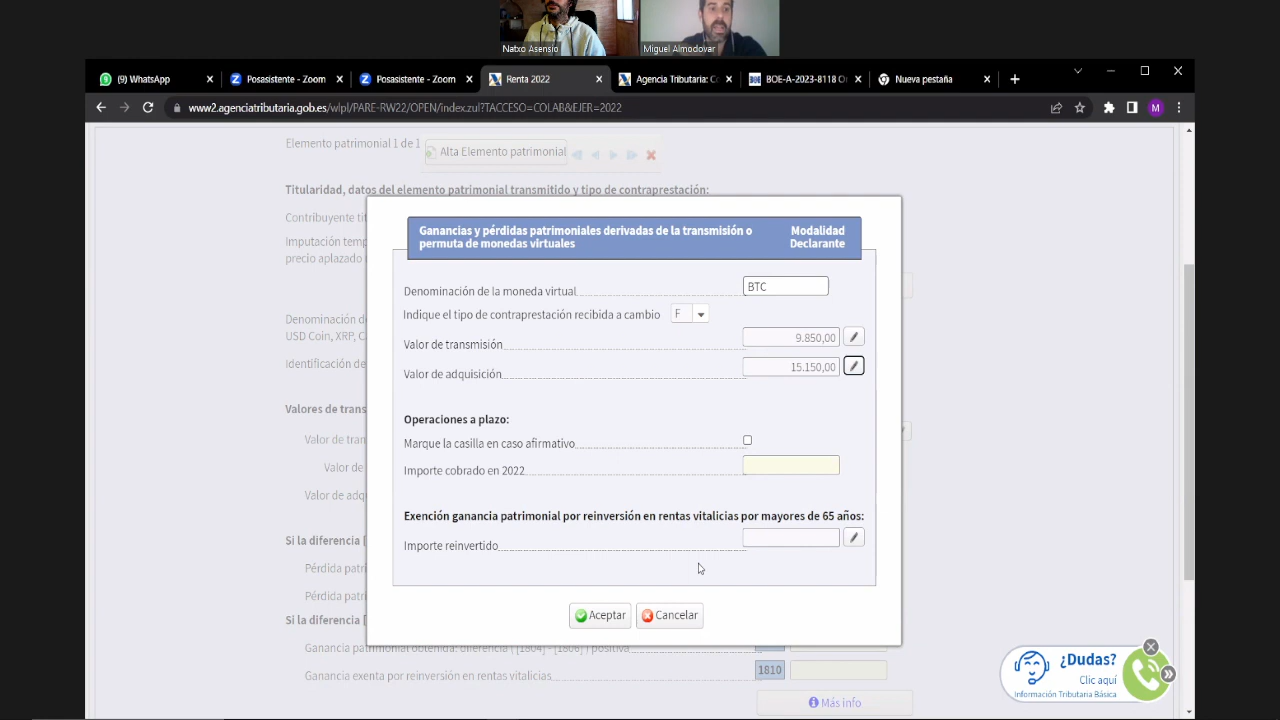 Natxo Asensio
Miguel Almodovar
(9) WhatsApp
Posasistente - Zoom
Posasistente - Zoom
Renta 2022
Agencia Tributaria: Cc
BOE-A-2023-8118 O
Nueva pestaña
www2.agenciatributaria.gob.es/wlpl/PARE-RW22/OPEN/index.zul?TACCESO=COLAB&EJER=2022
M
Elemento patrimonial 1 de 1
Alta Elemento patrimonial
Titularidad, datos del elemento patrimonial transmitido y tipo de contraprestación:
Contribuyente tit
Imputación temp
precio aplazado
Denominación de
USD Coin, XRP, C
Identificación de
Valores de trans
Valor de tran
Valor de
Valor de adq
Si la diferencia [
Pérdida patri
Pérdida patri
Si la diferencia [
Ganancia patrimonial obtenida: diferencia ( [1804] - [1806] ) positiva
Ganancia exenta por reinversión en rentas vitalicias
1810
Más info
Ganancias y pérdidas patrimoniales derivadas de la transmisión o
permuta de monedas virtuales
Modalidad
Declarante
Denominación de la moneda virtual
BTC
Indique el tipo de contraprestación recibida a cambio
F
Valor de transmisión
9.850,00
Valor de adquisición
15.150,00
Operaciones a plazo:
Marque la casilla en caso afirmativo
Importe cobrado en 2022
Exención ganancia patrimonial por reinversión en rentas vitalicias por mayores de 65 años:
Importe reinvertido
Aceptar
Cancelar
¿Dudas?
Clic aquí
Información Tributaria Básica